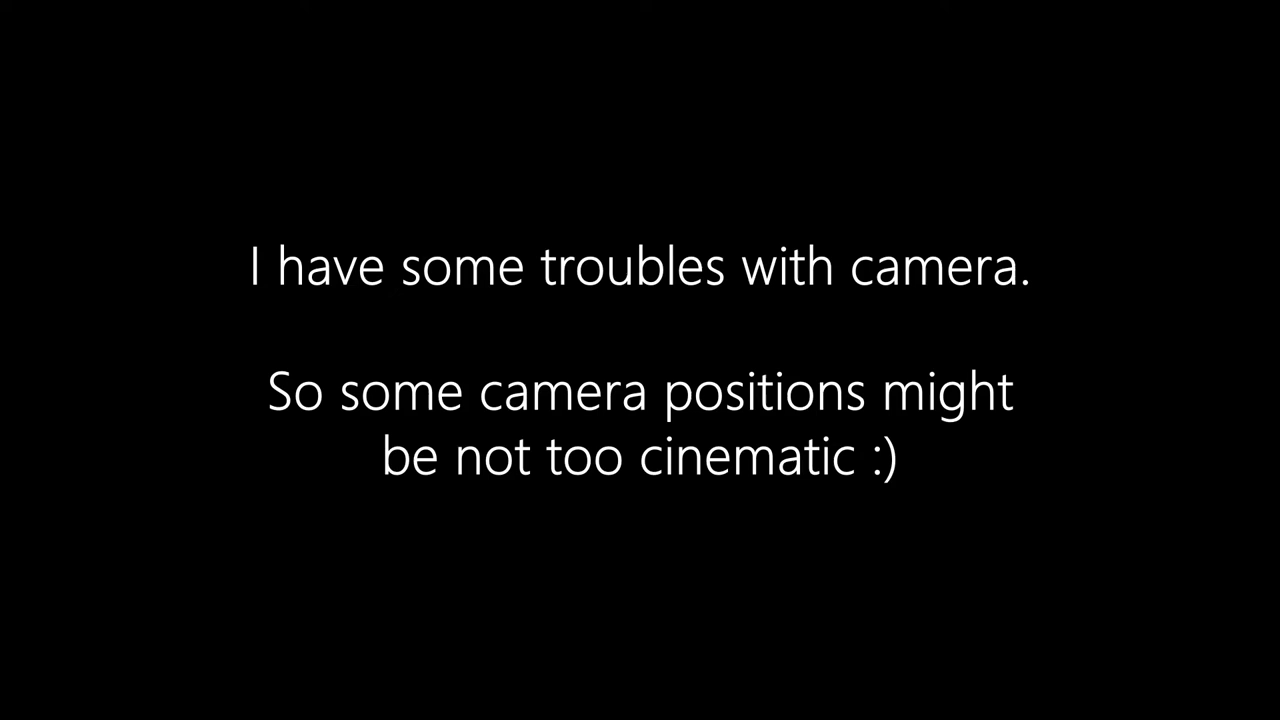 I have some troubles with camera.
So some camera positions might
be not too cinematic :)